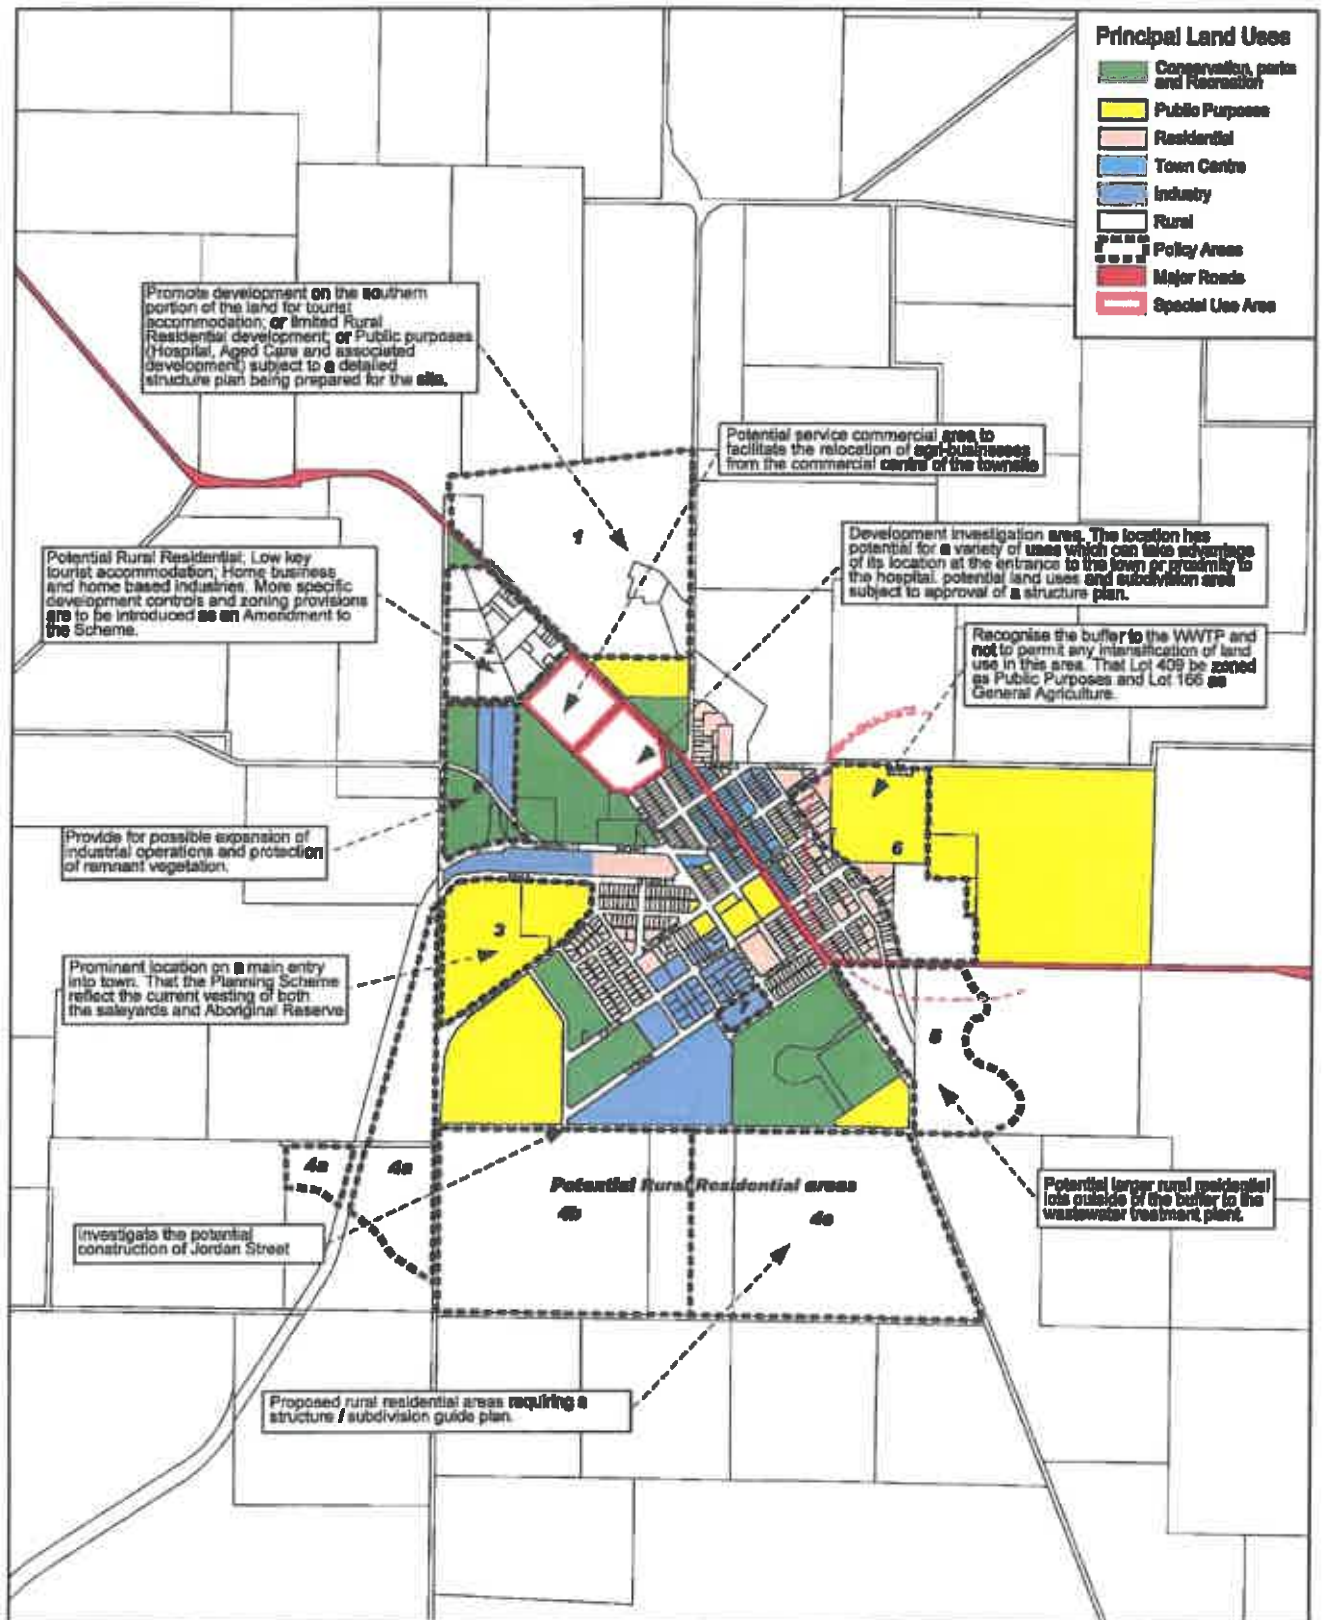 Principal Land Uses
Conservation, parks
and Recreation
Public Purposes
Residential
Town Centre
Industry
Rural
Policy Areas
Major Roads
Special Use Area
Promote development on the southern
portion of the land for tourist
accommodation; or limited Rural
Residential development; or Public purposes
(Hospital, Aged Care and associated
development) subject to a detailed
structure plan being prepared for the site.
Potential service commercial area to
facilitate the relocation of agri-businesses
from the commercial centre of the townsite
Development investigation area. The location has
potential for a variety of uses which can take advantage
of its location at the entrance to the town or proximity to
the hospital. potential land uses and subdivision area
subject to approval of a structure plan.
Potential Rural Residential; Low key
tourist accommodation; Home business
and home based industries. More specific
development controls and zoning provisions
are to be introduced as an Amendment to
the Scheme.
Recognise the buffer to the WWTP and
not to permit any intensification of land
use in this area. That Lot 409 be zoned
as Public Purposes and Lot 166 as
General Agriculture.
1
2
Provide for possible expansion of
industrial operations and protection
of remnant vegetation.
6
3
Prominent location on a main entry
into town. That the Planning Scheme
reflect the current vesting of both
the saleyards and Aboriginal Reserve
7
5
4a
4a
Potential Rural Residential areas
4b
4c
Potential larger rural residential
lots outside of the buffer to the
wastewater treatment plant.
Investigate the potential
construction of Jordan Street
Proposed rural residential areas requiring a
structure / subdivision guide plan.